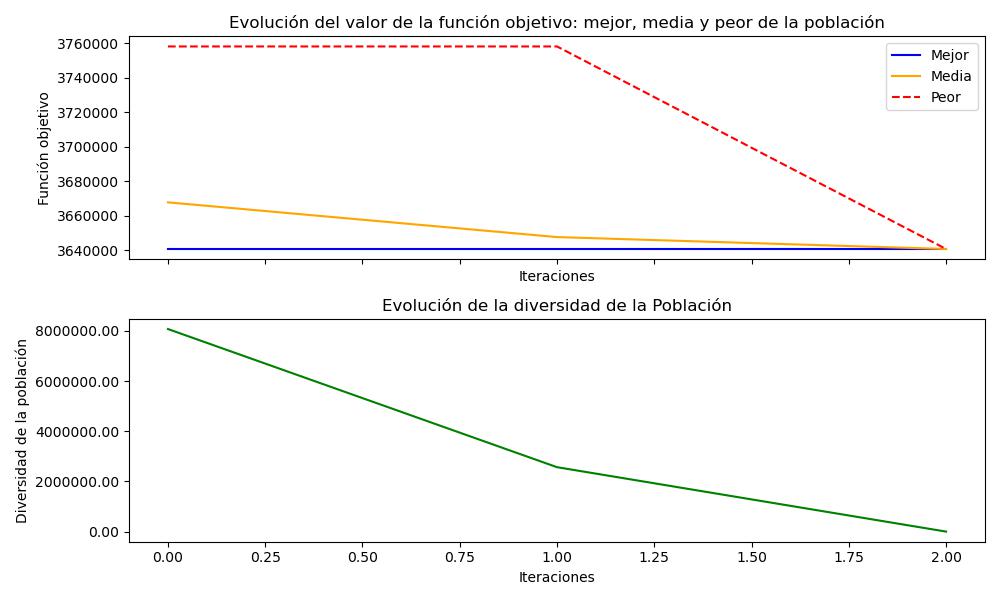 Evolución del valor de la función objetivo: mejor, media y peor de la población
3760000
3740000
3720000
3700000
3680000
3660000
3640000
Función objetivo
Mejor
Media
Peor
Iteraciones
Evolución de la diversidad de la Población
8000000.00
6000000.00
4000000.00
2000000.00
0.00
Diversidad de la población
0.00 0.25 0.50 0.75 1.00 1.25 1.50 1.75 2.00
Iteraciones